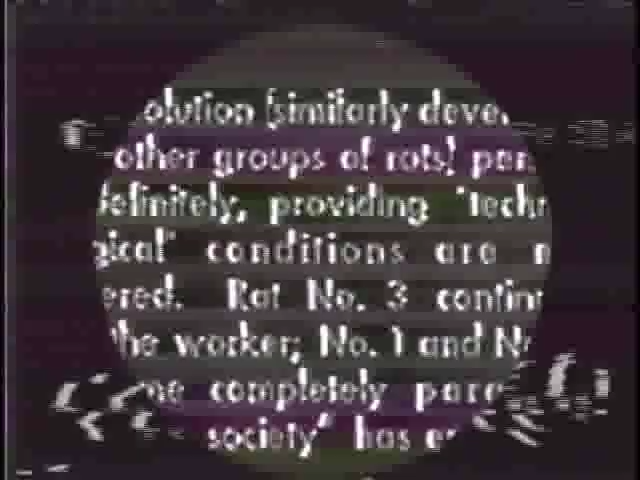 olution (similarly deve
other groups of rats) per
definitely, providing "tech
gical" conditions are
ered. Rat No. 3 contin
the worker; No. 1 and N
me completely para
society" has e